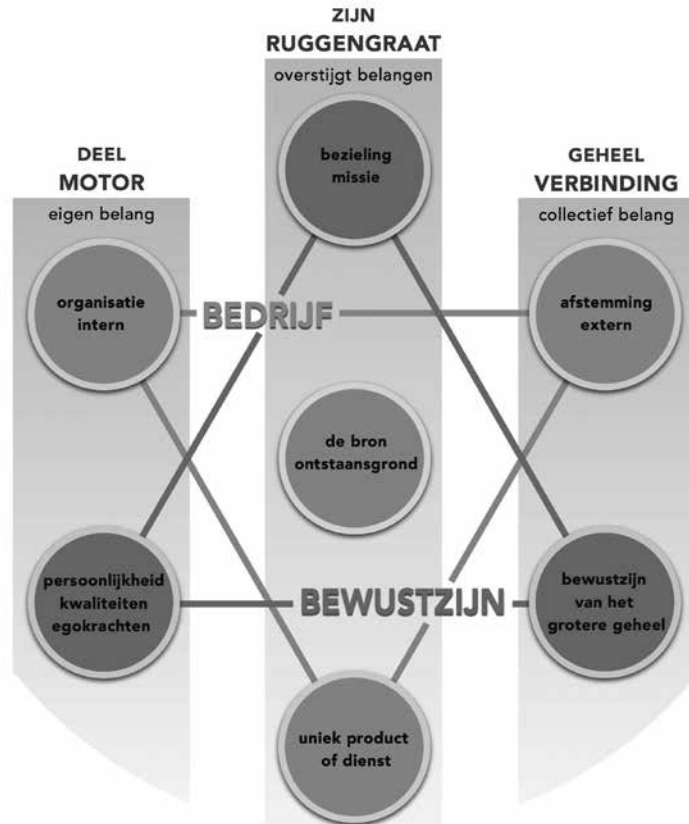 ZIJN
RUGGENGRAAT
overstijgt belangen
bezieling
missie
DEEL
MOTOR
eigen belang
GEHEEL
VERBINDING
collectief belang
organisatie
intern
BEDRIJF
afstemming
extern
de bron
ontstaansgrond
persoonlijkheid
kwaliteiten
egokrachten
BEWUSTZIJN
bewustzijn
van het
grotere geheel
uniek product
of dienst